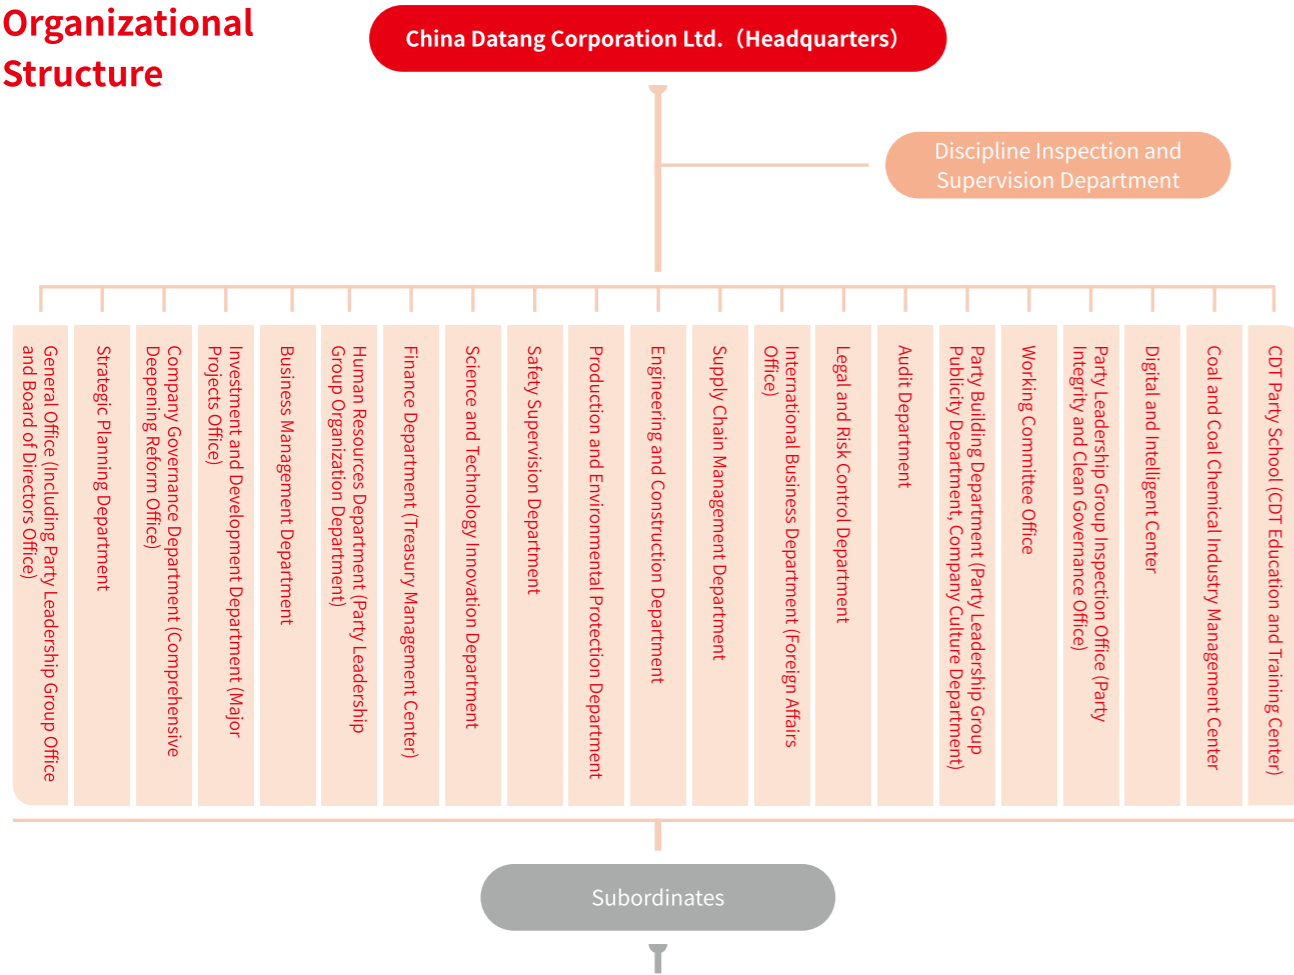 Organizational
Structure
China Datang Corporation Ltd.（Headquarters）
Discipline Inspection and
Supervision Department
General Office (Including Party Leadership Group Office
and Board of Directors Office)
Strategic Planning Department
Company Governance Department (Comprehensive
Deepening Reform Office)
Investment and Development Department (Major
Projects Office)
Business Management Department
Human Resources Department (Party Leadership
Group Organization Department)
Finance Department (Treasury Management Center)
Science and Technology Innovation Department
Safety Supervision Department
Production and Environmental Protection Department
Engineering and Construction Department
Supply Chain Management Department
International Business Department (Foreign Affairs
Office)
Legal and Risk Control Department
Audit Department
Party Building Department (Party Leadership Group
Publicity Department, Company Culture Department)
Working Committee Office
Party Leadership Group Inspection Office (Party
Integrity and Clean Governance Office)
Digital and Intelligent Center
Coal and Coal Chemical Industry Management Center
CDT Party School (CDT Education and Training Center)
Subordinates